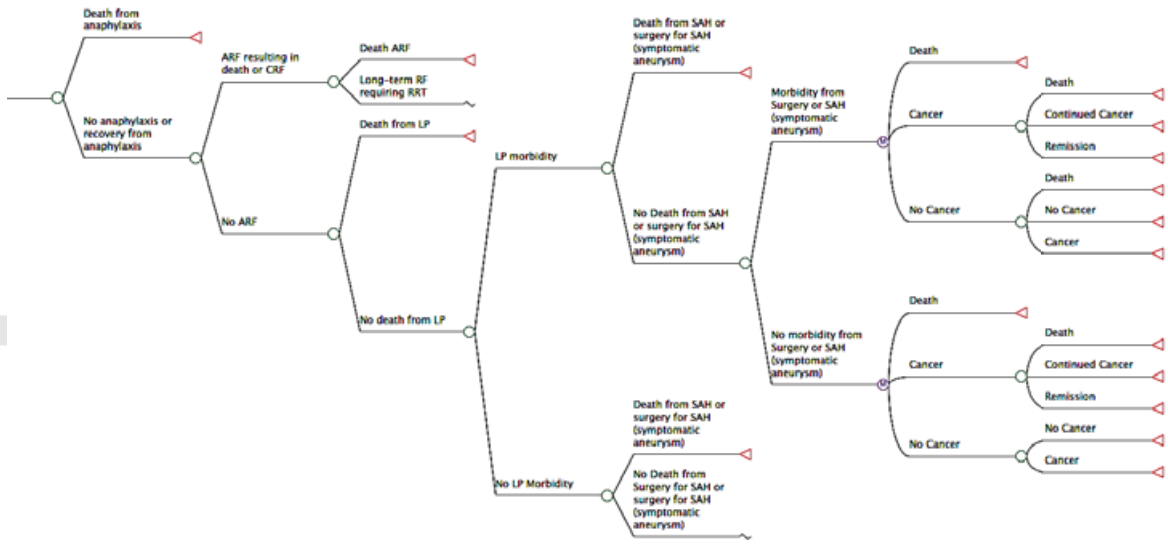 Death from
anaphylaxis
No anaphylaxis or
recovery from
anaphylaxis
ARF resulting in
death or CRF
No ARF
Death ARF
Long-term RF
requiring RRT
Death from LP
No death from LP
LP morbidity
No LP Morbidity
Death from SAH or
surgery for SAH
(symptomatic
aneurysm)
No Death from SAH
or surgery for SAH
(symptomatic
aneurysm)
Death from SAH or
surgery for SAH
(symptomatic
aneurysm)
No Death from
Surgery for SAH or
surgery for SAH
(symptomatic
aneurysm)
Morbidity from
Surgery or SAH
(symptomatic
aneurysm)
M
No morbidity from
Surgery or SAH
(symptomatic
aneurysm)
M
Death
Cancer
No Cancer
Death
Continued Cancer
Remission
Death
No Cancer
Cancer
Death
Cancer
No Cancer
Death
Continued Cancer
Remission
No Cancer
Cancer